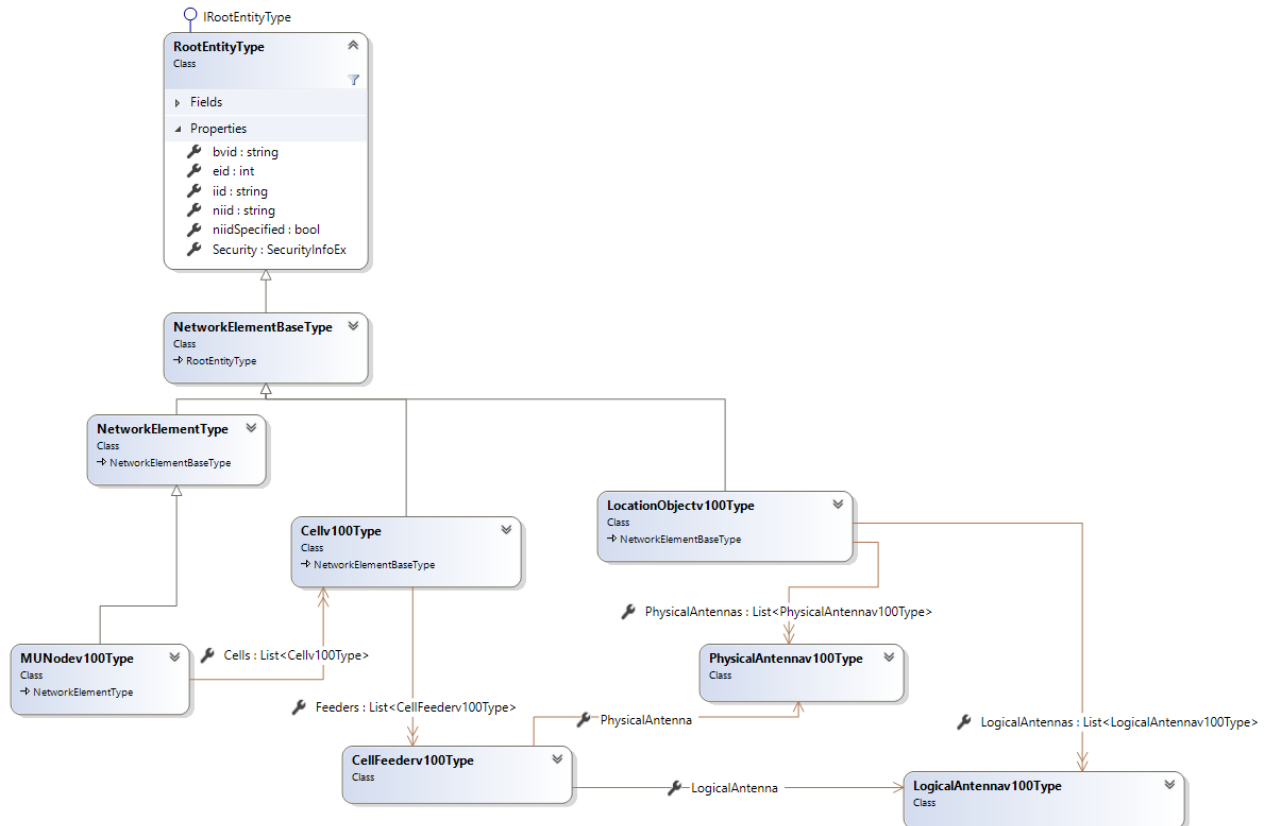 IRootEntityType
RootEntityType
Class
Fields
Properties
bvid : string
eid : int
iid : string
niid : string
niidSpecified : bool
Security : SecurityInfoEx
NetworkElementBaseType
Class
RootEntityType
NetworkElementType
Class
NetworkElementBaseType
Cellv100Type
Class
NetworkElementBaseType
LocationObjectv100Type
Class
NetworkElementBaseType
PhysicalAntennas : List<PhysicalAntennav100Type>
MUNodev100Type
Class
NetworkElementType
Cells : List<Cellv100Type>
PhysicalAntennav100Type
Class
Feeders : List<CellFeederv100Type>
PhysicalAntenna
LogicalAntennas : List<LogicalAntennav100Type>
CellFeederv100Type
Class
LogicalAntenna
LogicalAntennav100Type
Class